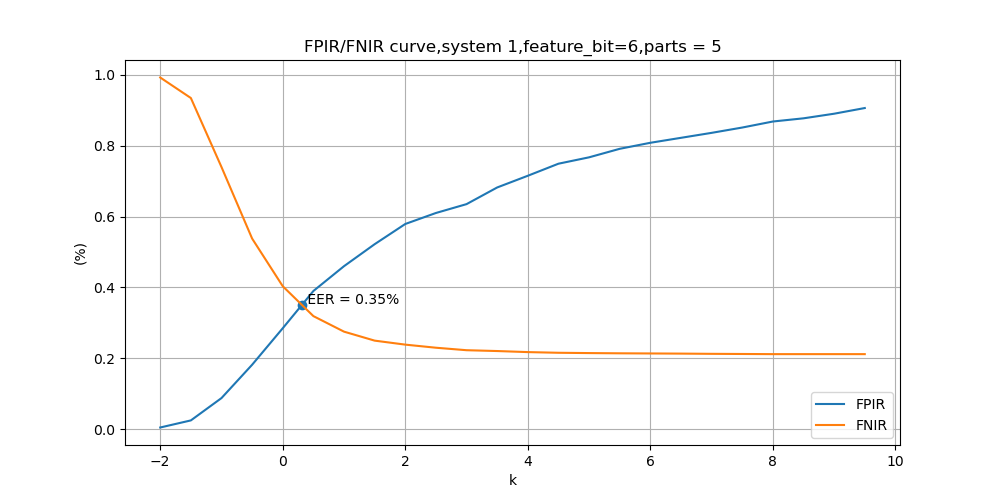 FPIR/FNIR curve,system 1,feature_bit=6,parts = 5
1.0
0.8
0.6
0.4
0.2
0.0
(%)
EER = 0.35%
FPIR
FNIR
−2 0 2 4 6 8 10
k